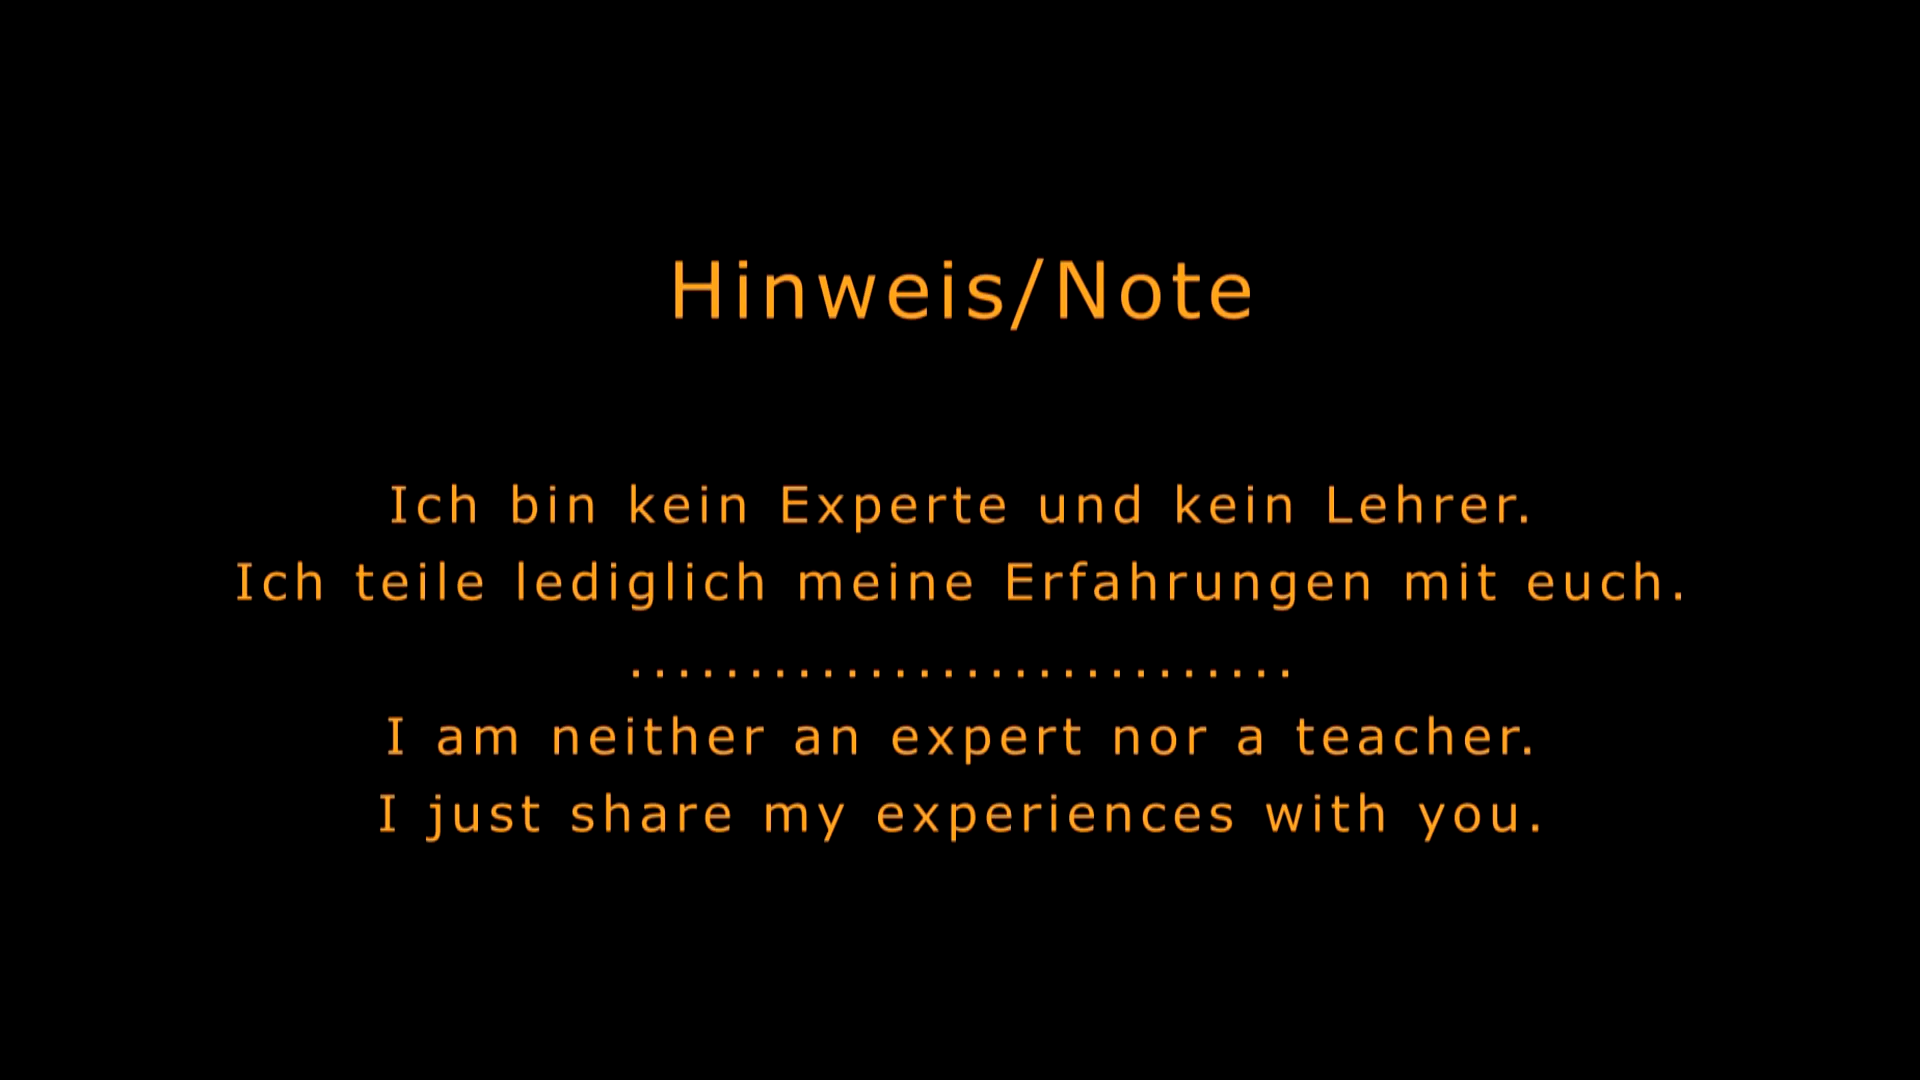 Hinweis/Note
Ich bin kein Experte und kein Lehrer.
Ich teile lediglich meine Erfahrungen mit euch.
............................
I am neither an expert nor a teacher.
I just share my experiences with you.